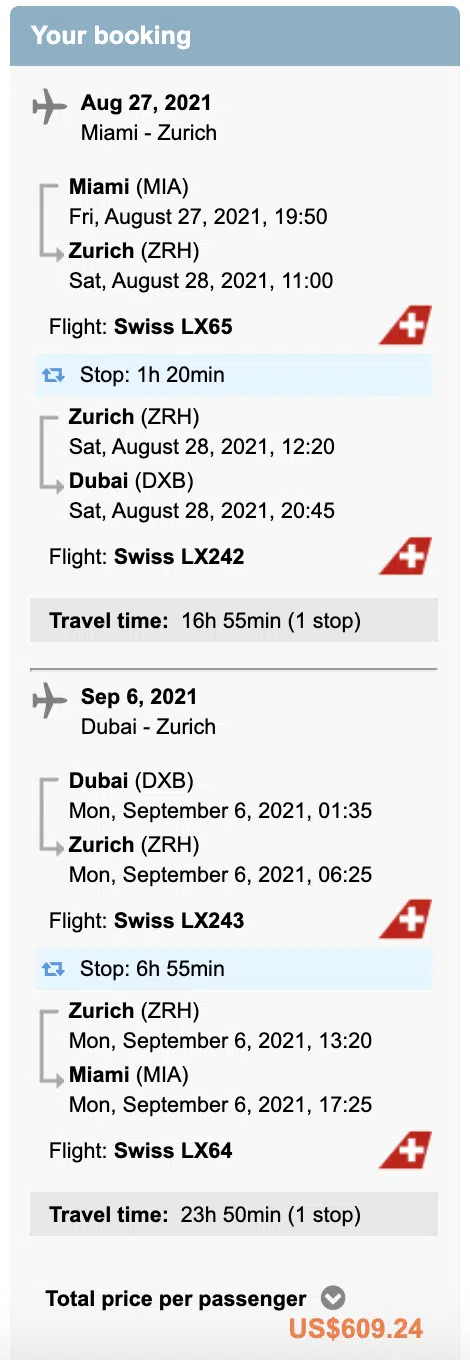 Your booking
Aug 27, 2021
Miami - Zurich
Miami (MIA)
Fri, August 27, 2021, 19:50
Zurich (ZRH)
Sat, August 28, 2021, 11:00
Flight: Swiss LX65
Stop: 1h 20min
Zurich (ZRH)
Sat, August 28, 2021, 12:20
Dubai (DXB)
Sat, August 28, 2021, 20:45
Flight: Swiss LX242
Travel time: 16h 55min (1 stop)
Sep 6, 2021
Dubai - Zurich
Dubai (DXB)
Mon, September 6, 2021, 01:35
Zurich (ZRH)
Mon, September 6, 2021, 06:25
Flight: Swiss LX243
Stop: 6h 55min
Zurich (ZRH)
Mon, September 6, 2021, 13:20
Miami (MIA)
Mon, September 6, 2021, 17:25
Flight: Swiss LX64
Travel time: 23h 50min (1 stop)
Total price per passenger
US$609.24